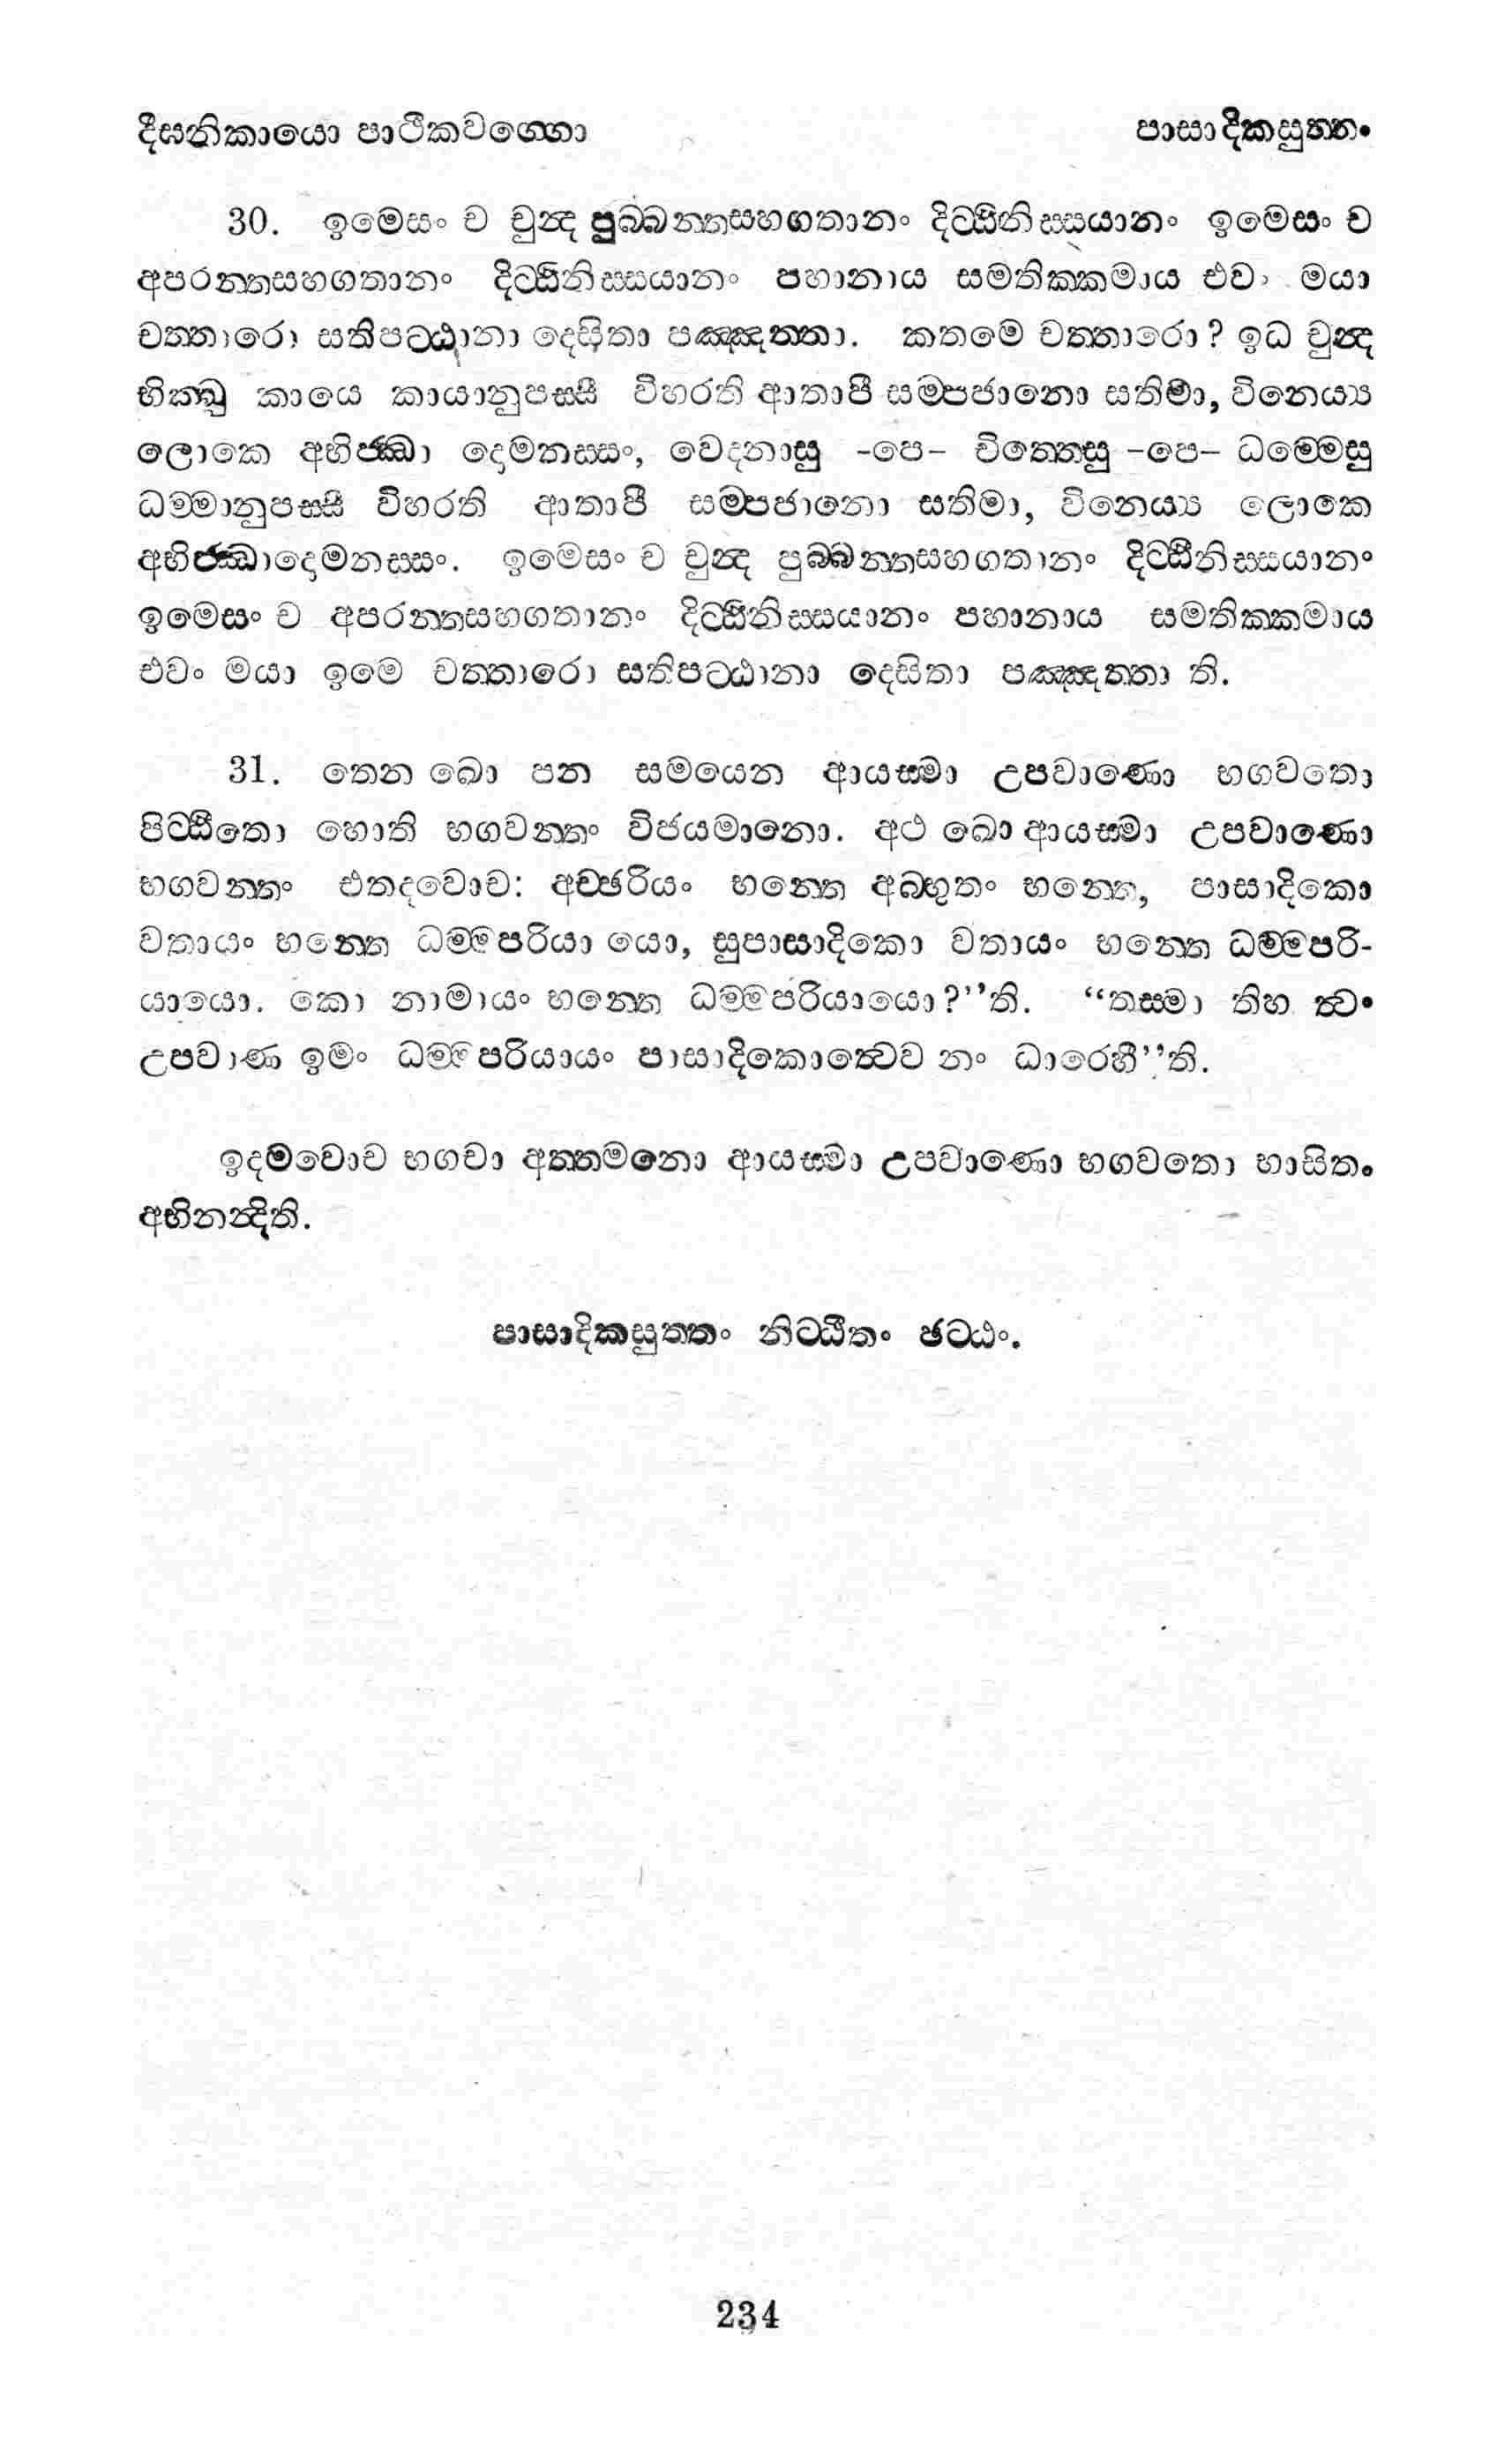 දීඝනිකායො පාථිකවග්ගො
පාසාදිකසුත්තං
30. ඉමෙසං ච චුන්ද පුබ්බන්තසහගතානං දිට්ඨිනිස්සයානං ඉමෙසං ච
අපරන්තසහගතානං දිට්ඨිනිස්සයානං පහානාය සමතික්කමාය එවං මයා
චත්තාරො සතිපට්ඨානා දෙසිතා පඤ්ඤත්තා. කතමෙ චත්තාරො? ඉධ චුන්ද
භික්ඛු කායෙ කායානුපස්සී විහරති ආතාපී සම්පජානො සතිමා, විනෙය්‍ය
ලොකෙ අභිජ්ඣා දොමනස්සං, වෙදනාසු -පෙ- චිත්තෙසු -පෙ- ධම්මෙසු
ධම්මානුපස්සී විහරති ආතාපී සම්පජානො සතිමා, විනෙය්‍ය ලොකෙ
අභිජ්ඣාදොමනස්සං. ඉමෙසං ච චුන්ද පුබ්බන්තසහගතානං දිට්ඨීනිස්සයානං
ඉමෙසං ච අපරන්තසහගතානං දිට්ඨිනිස්සයානං පහානාය සමතික්කමාය
එවං මයා ඉමෙ චත්තාරො සතිපට්ඨානා දෙසිතා පඤ්ඤත්තා ති.
31. තෙන ඛො පන සමයෙන ආයස්මා උපවාණො භගවතො
පිට්ඨීතො හොති භගවන්තං විජයමානො. අථ ඛො ආයස්මා උපවාණො
භගවන්තං එතදවොච: අච්ඡරියං භන්තෙ අබ්භුතං භන්තෙ, පාසාදිකො
වතායං භන්තෙ ධම්මපරියා යො, සුපාසාදිකො වතායං භන්තෙ ධම්මපරි-
යායො. කො නාමායං භන්තෙ ධම්මපරියායො?’’ති. “තස්මා තිහ ත්වං
උපවාණ ඉමං ධම්මපරියායං පාසාදිකොත්වෙව නං ධාරෙහී’’ති.
ඉදමවොච භගවා අත්තමනො ආයස්මා උපවාණො භගවතො භාසිතං
අභිනන්දිති.
පාසාදිකසුත්තං නිට්ඨීතං ඡට්ඨං.
234